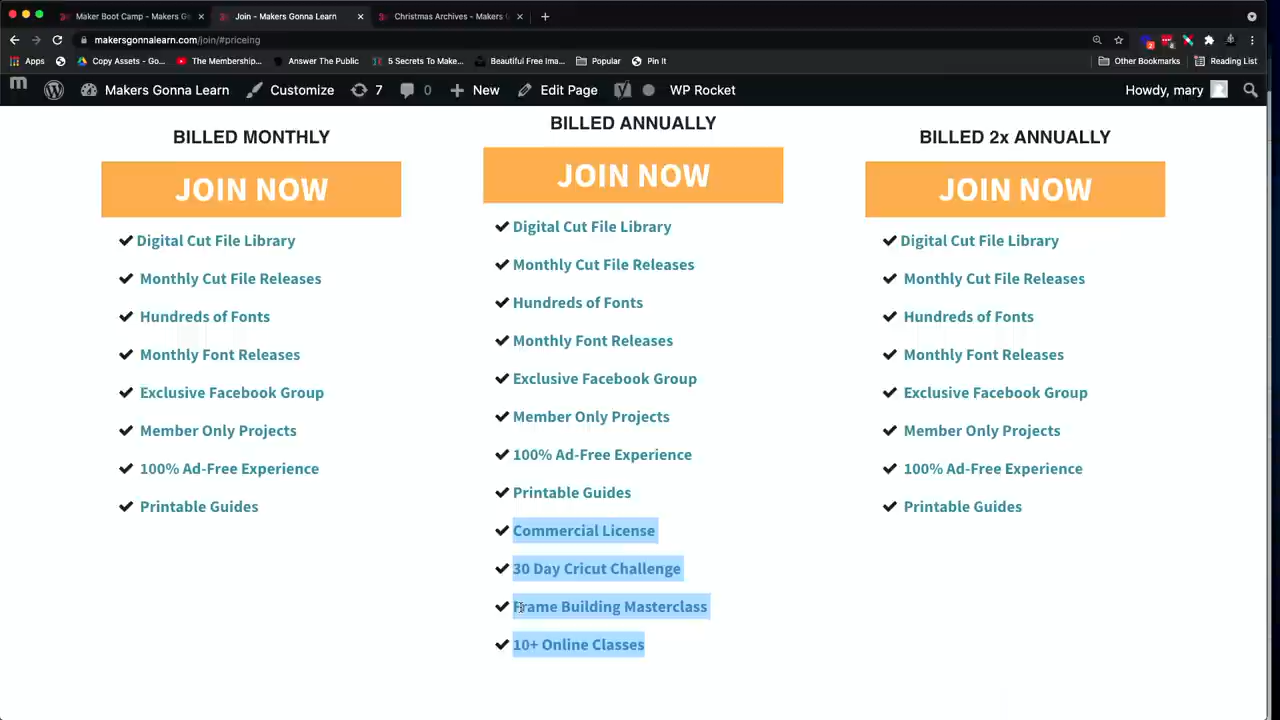 Maker Boot Camp - Makers G
Join - Makers Gonna Learn
Christmas Archives - Makers
makersgonnalearn.com/join/#priceing
Apps
Copy Assets - Go...
The Membership...
Answer The Public
5 Secrets To Make...
Beautiful Free Ima...
Popular
Pin It
Other Bookmarks
Reading List
Makers Gonna Learn
Customize
7
0
New
Edit Page
WP Rocket
Howdy, mary
BILLED MONTHLY
JOIN NOW
Digital Cut File Library
Monthly Cut File Releases
Hundreds of Fonts
Monthly Font Releases
Exclusive Facebook Group
Member Only Projects
100% Ad-Free Experience
Printable Guides
BILLED ANNUALLY
JOIN NOW
Digital Cut File Library
Monthly Cut File Releases
Hundreds of Fonts
Monthly Font Releases
Exclusive Facebook Group
Member Only Projects
100% Ad-Free Experience
Printable Guides
Commercial License
30 Day Cricut Challenge
Frame Building Masterclass
10+ Online Classes
BILLED 2x ANNUALLY
JOIN NOW
Digital Cut File Library
Monthly Cut File Releases
Hundreds of Fonts
Monthly Font Releases
Exclusive Facebook Group
Member Only Projects
100% Ad-Free Experience
Printable Guides